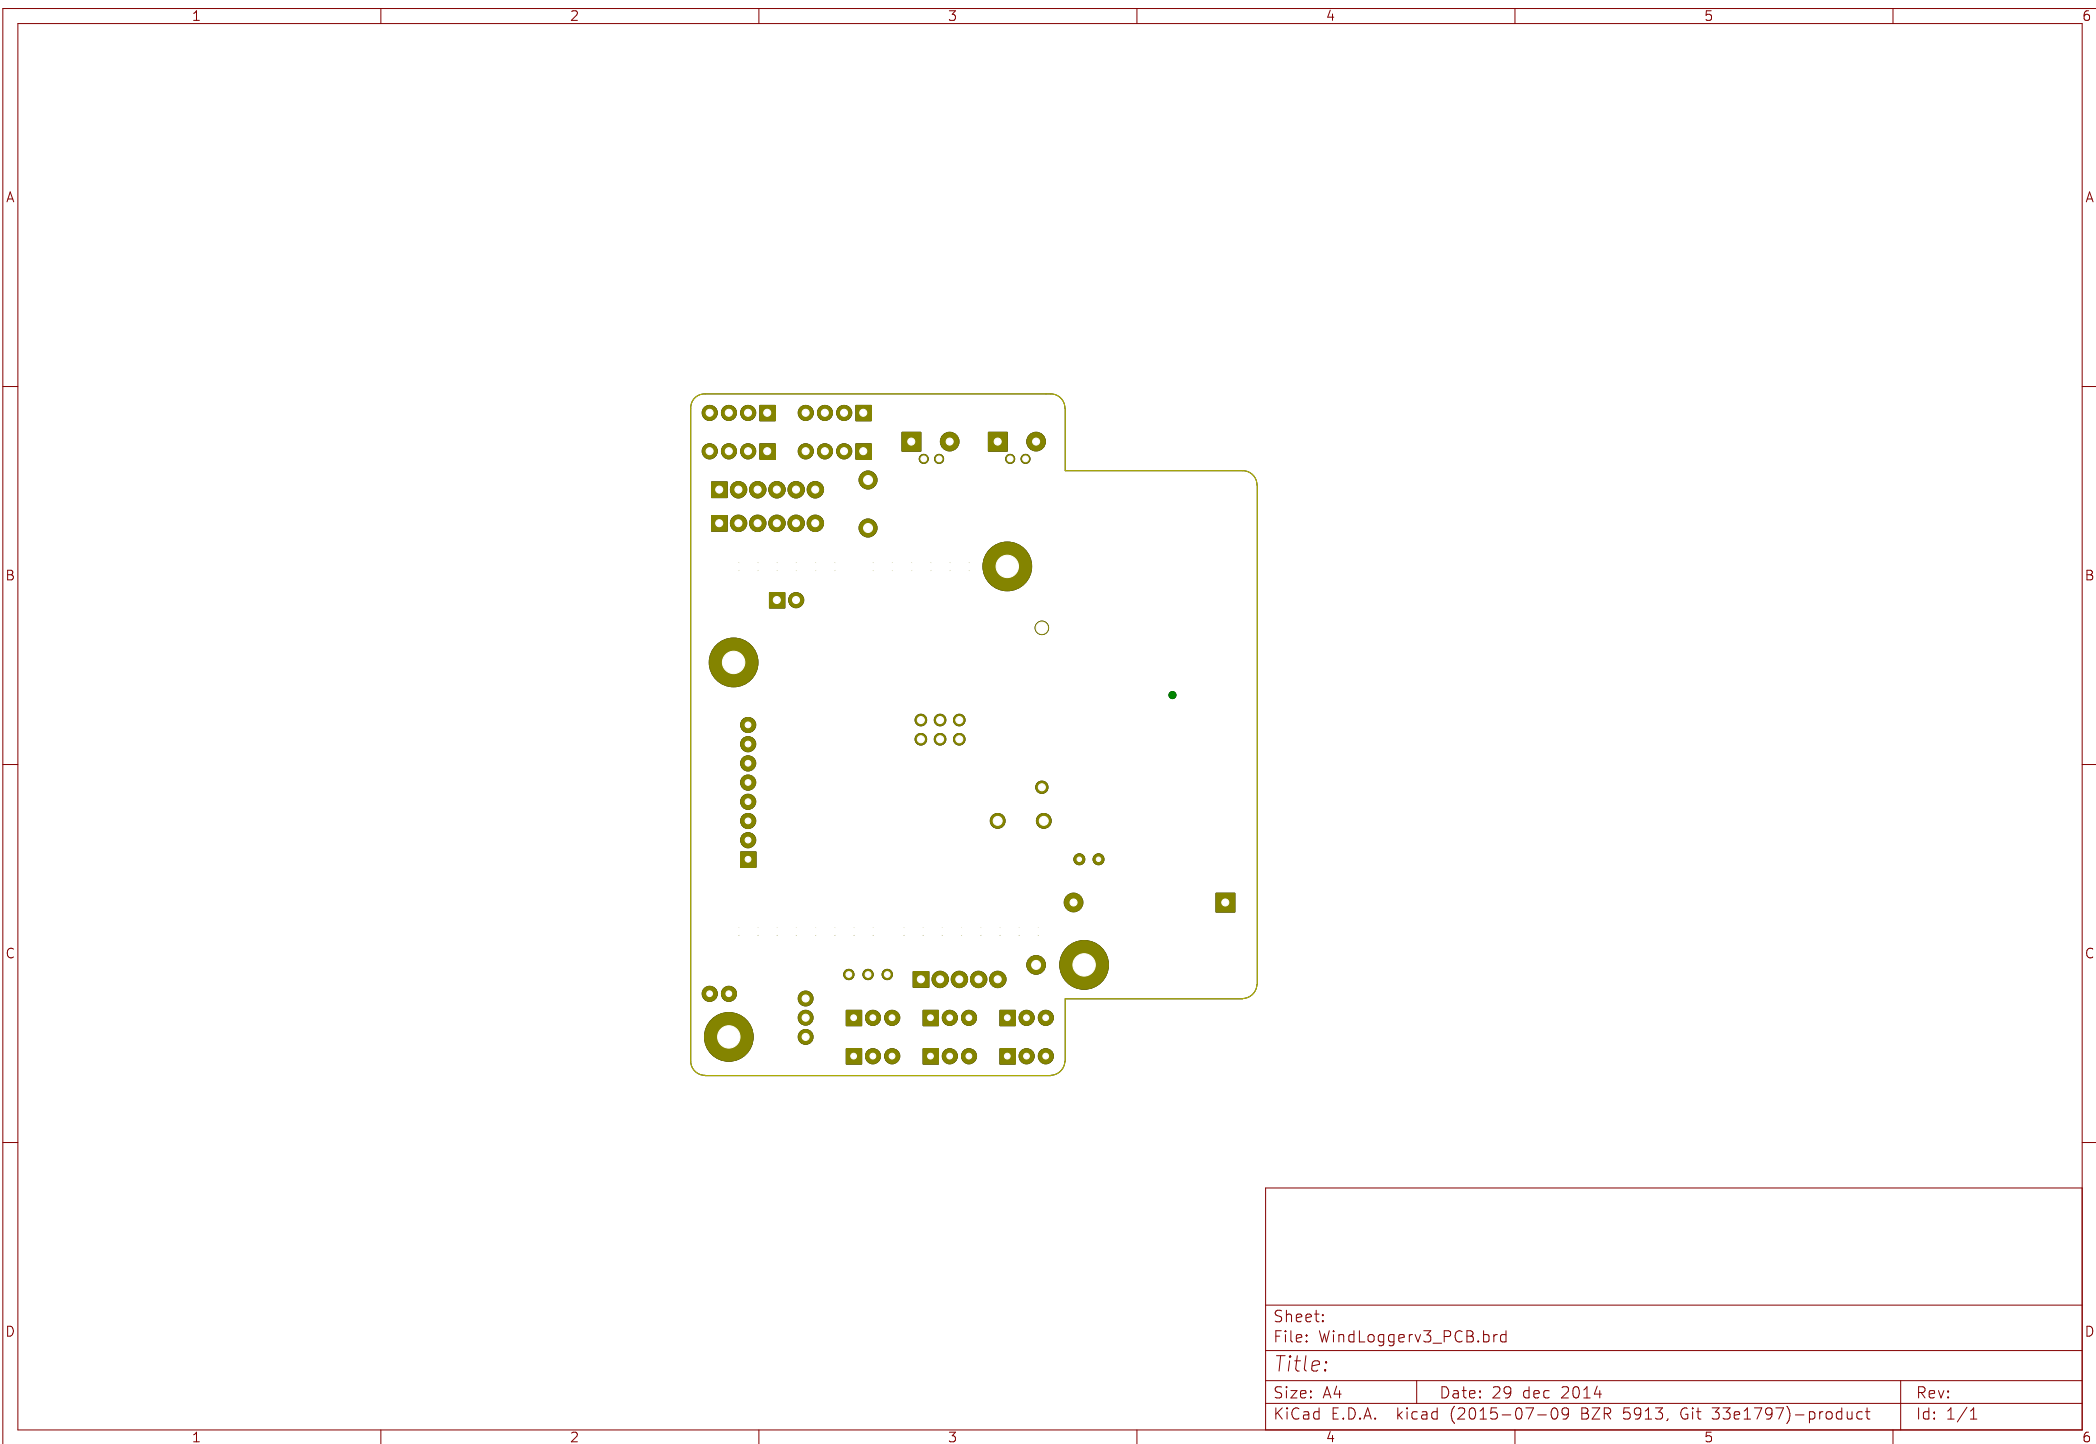 1 2 3 4 5 6
A A
B B
C C
D D
Sheet:
File: WindLoggerv3_PCB.brd
Title:
Size: A4 Date: 29 dec 2014 Rev:
KiCad E.D.A. kicad (2015-07-09 BZR 5913, Git 33e1797)-product Id: 1/1
1 2 3 4 5 6